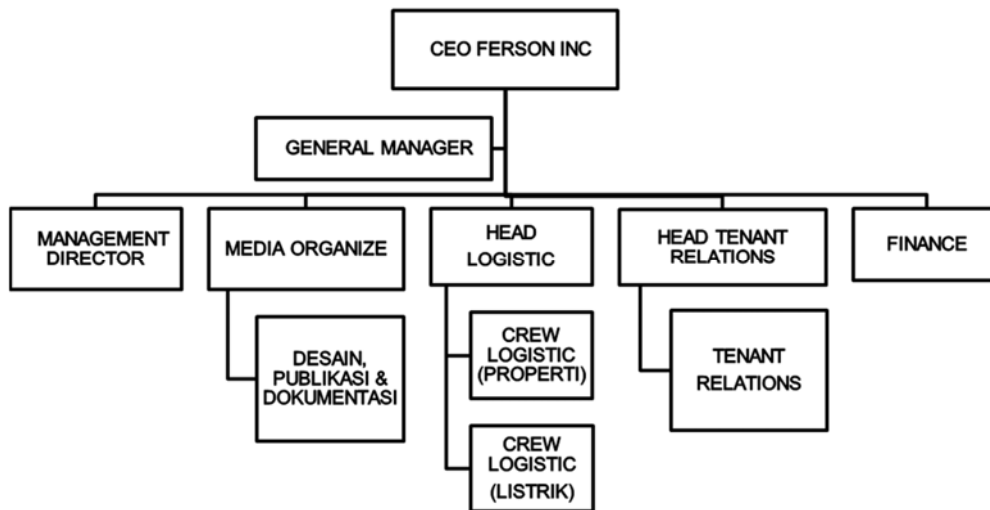 CEO FERSON INC
GENERAL MANAGER
MANAGEMENT
DIRECTOR
MEDIA ORGANIZE
HEAD
LOGISTIC
HEAD TENANT
RELATIONS
FINANCE
DESAIN,
PUBLIKASI &
DOKUMENTASI
CREW
LOGISTIC
(PROPERTI)
TENANT
RELATIONS
CREW
LOGISTIC
(LISTRIK)